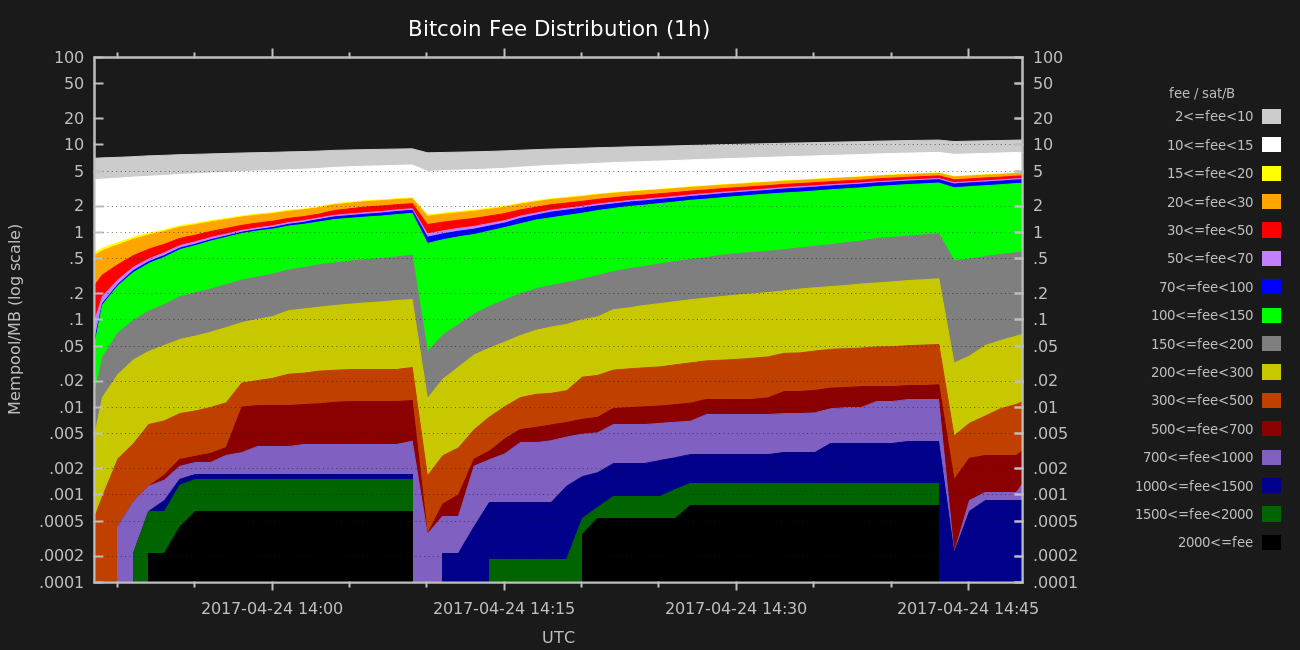 Bitcoin Fee Distribution (1h)
Mempool/MB (log scale)
100
50
20
10
5
2
1
.5
.2
.1
.05
.02
.01
.005
.002
.001
.0005
.0002
.0001
100
50
20
10
5
2
1
.5
.2
.1
.05
.02
.01
.005
.002
.001
.0005
.0002
.0001
fee / sat/B
2<=fee<10
10<=fee<15
15<=fee<20
20<=fee<30
30<=fee<50
50<=fee<70
70<=fee<100
100<=fee<150
150<=fee<200
200<=fee<300
300<=fee<500
500<=fee<700
700<=fee<1000
1000<=fee<1500
1500<=fee<2000
2000<=fee
2017-04-24 14:00 2017-04-24 14:15 2017-04-24 14:30 2017-04-24 14:45
UTC